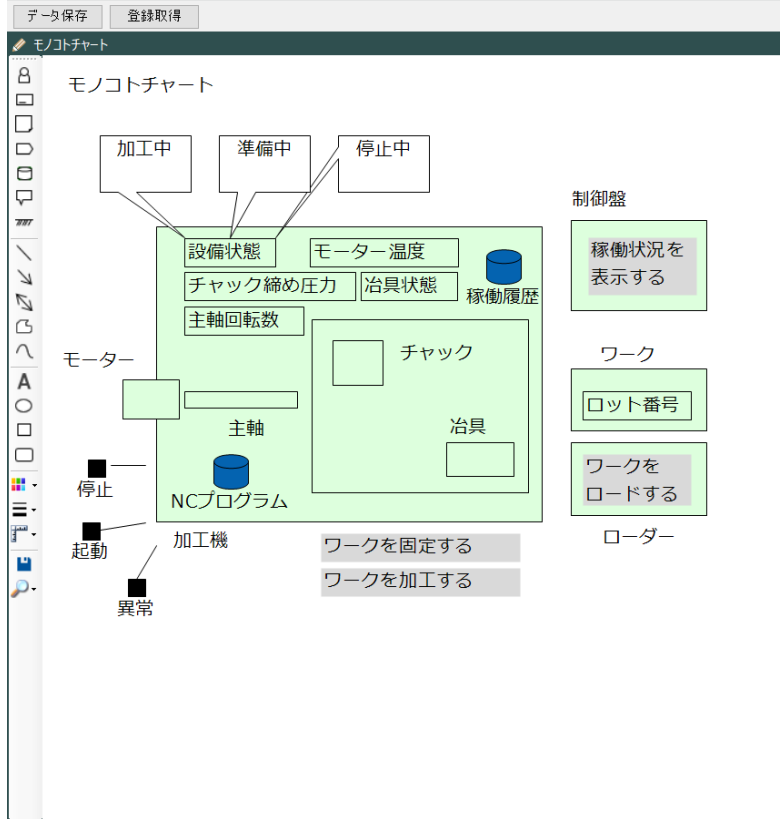 データ保存
登録取得
モノコトチャート
モノコトチャート
加工中
準備中
停止中
制御盤
設備状態
モーター温度
稼働状況を
表示する
チャック締め圧力
冶具状態
稼働履歴
主軸回転数
チャック
モーター
ワーク
ロット番号
主軸
冶具
ワークを
ロードする
停止
NCプログラム
起動
加工機
ワークを固定する
ローダー
ワークを加工する
異常
A